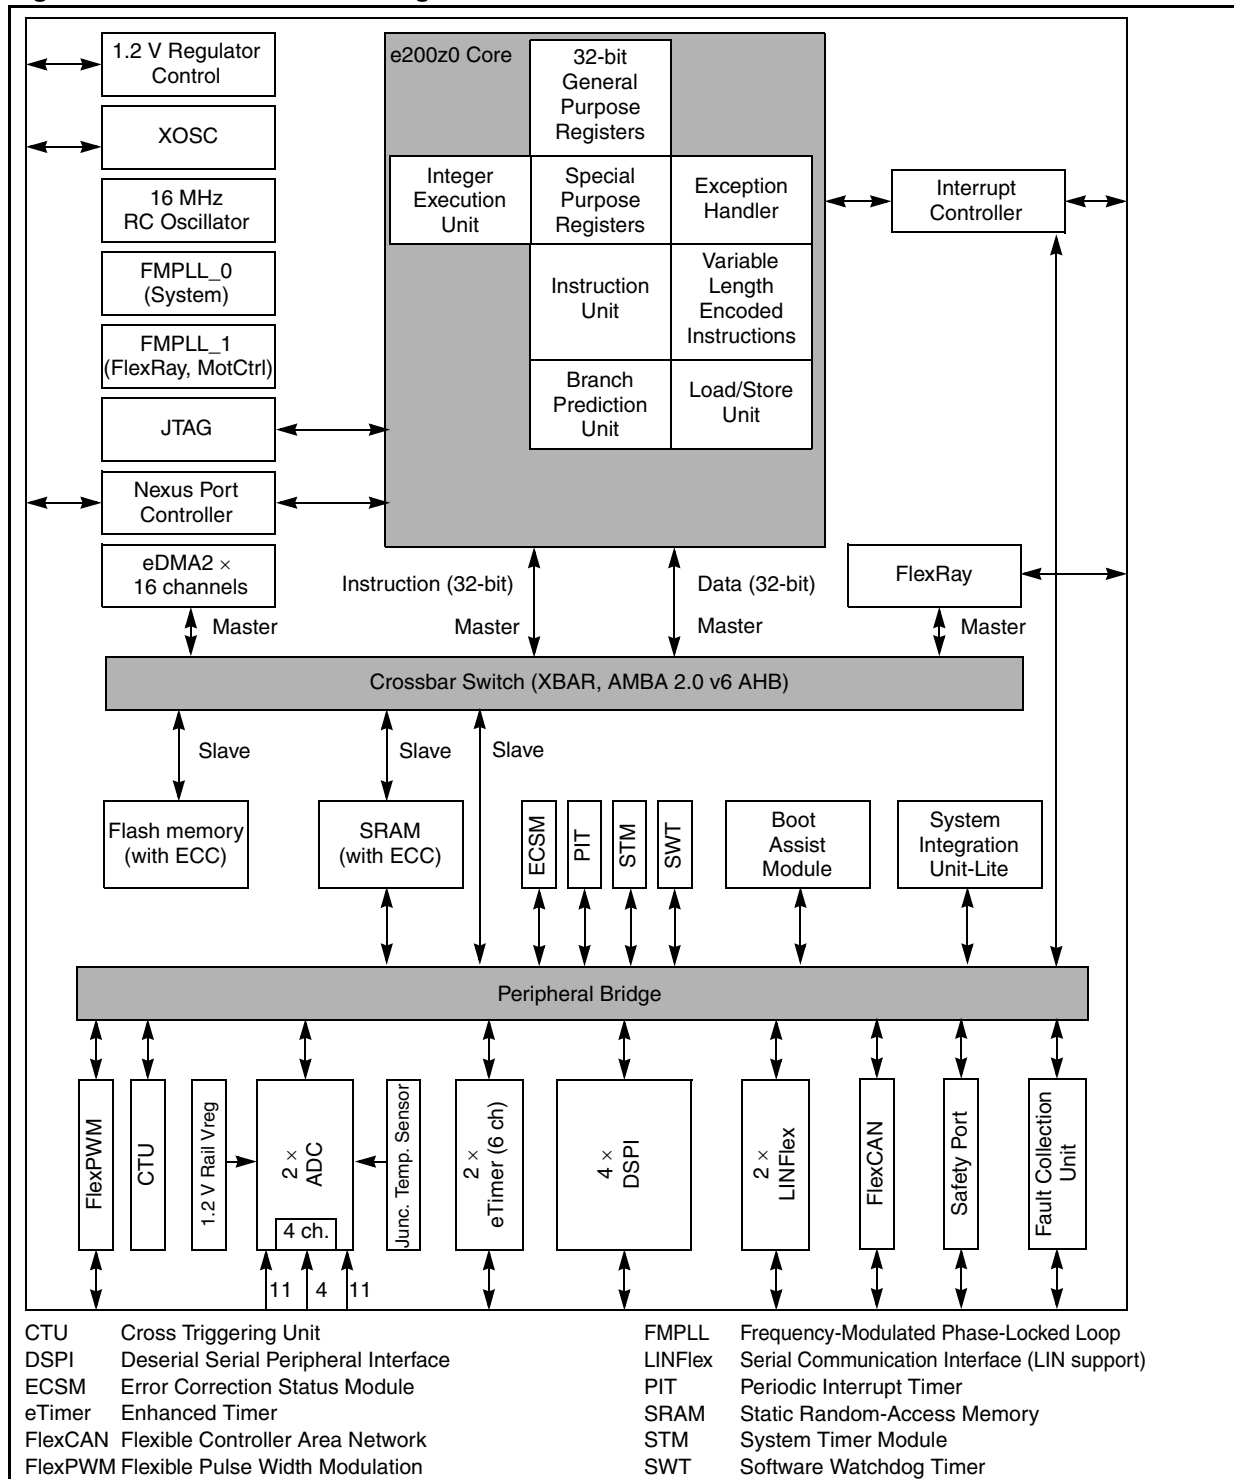 1.2 V Regulator
Control
XOSC
16 MHz
RC Oscillator
FMPLL_0
(System)
FMPLL_1
(FlexRay, MotCtrl)
JTAG
Nexus Port
Controller
eDMA2 ×
16 channels
e200z0 Core
32-bit
General
Purpose
Registers
Integer
Execution
Unit
Special
Purpose
Registers
Exception
Handler
Instruction
Unit
Variable
Length
Encoded
Instructions
Branch
Prediction
Unit
Load/Store
Unit
Interrupt
Controller
FlexRay
Instruction (32-bit)
Data (32-bit)
Master
Master
Master
Master
Crossbar Switch (XBAR, AMBA 2.0 v6 AHB)
Slave
Slave
Slave
Flash memory
(with ECC)
SRAM
(with ECC)
ECSM
PIT
STM
SWT
Boot
Assist
Module
System
Integration
Unit-Lite
Peripheral Bridge
FlexPWM
CTU
1.2 V Rail Vreg
2 ×
ADC
4 ch.
Junc. Temp. Sensor
2 ×
eTimer (6 ch)
4 ×
DSPI
2 ×
LINFlex
FlexCAN
Safety Port
Fault Collection
Unit
11
4
11
CTU Cross Triggering Unit
DSPI Deserial Serial Peripheral Interface
ECSM Error Correction Status Module
eTimer Enhanced Timer
FlexCAN Flexible Controller Area Network
FlexPWM Flexible Pulse Width Modulation
FMPLL Frequency-Modulated Phase-Locked Loop
LINFlex Serial Communication Interface (LIN support)
PIT Periodic Interrupt Timer
SRAM Static Random-Access Memory
STM System Timer Module
SWT Software Watchdog Timer